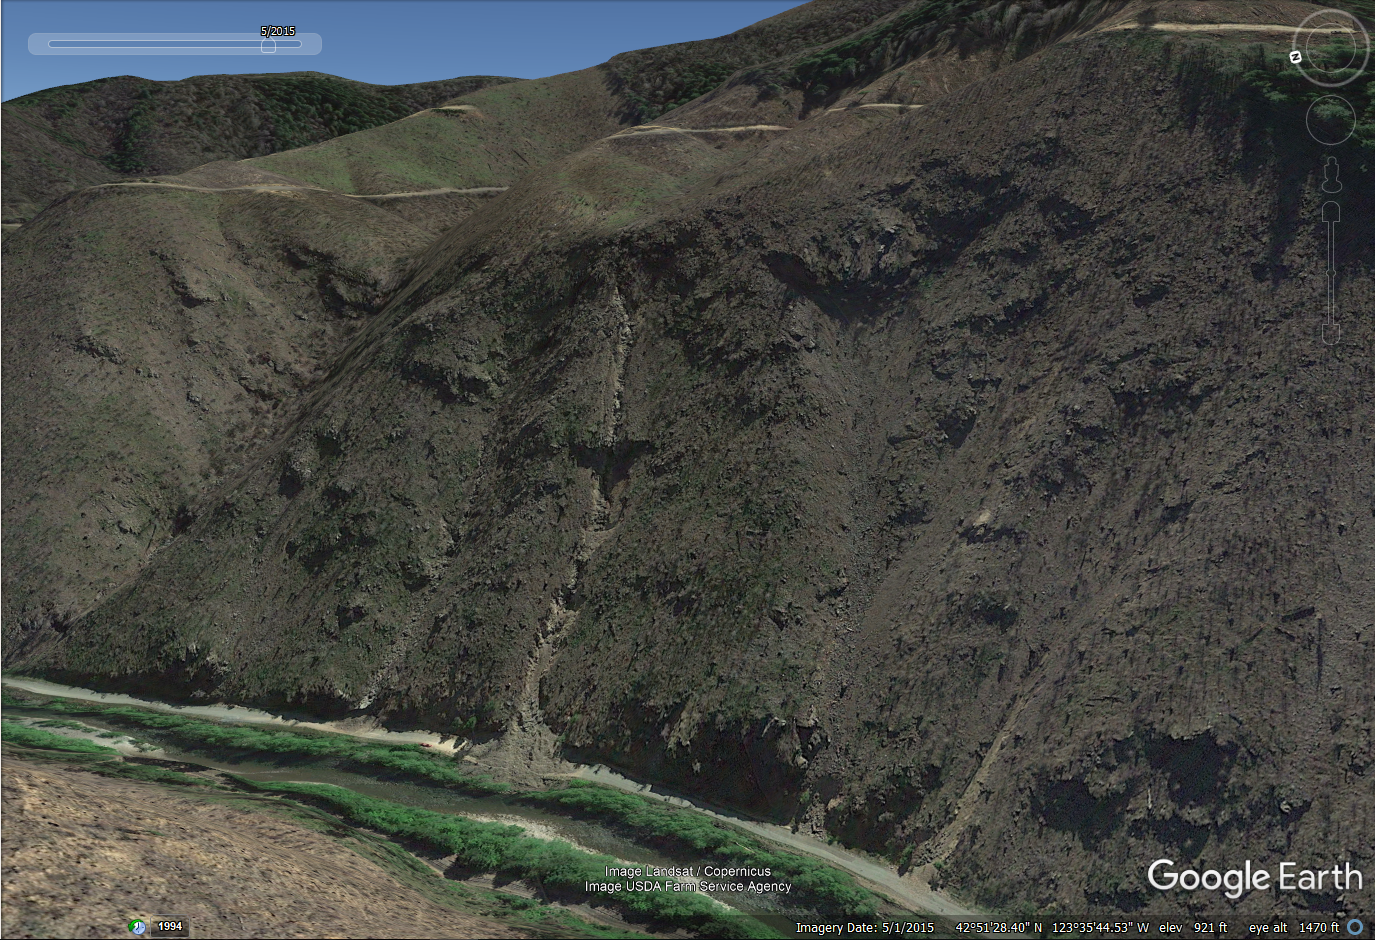 5/2015
N
Image Landsat / Copernicus
Image USDA Farm Service Agency
Google Earth
1994
Imagery Date: 5/1/2015 42°51'28.40" N 123°35'44.53" W elev 921 ft eye alt 1470 ft